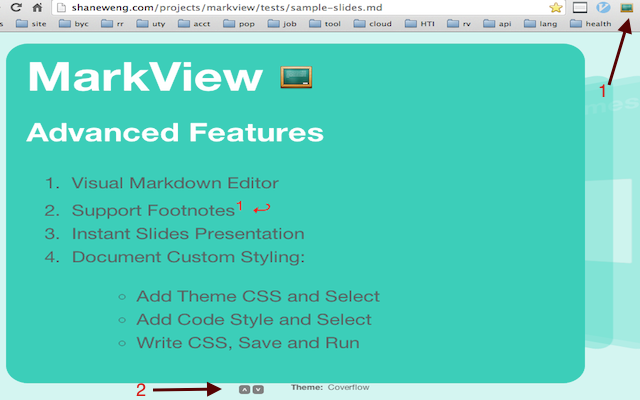 shaneweng.com/projects/markview/tests/sample-slides.md
site byc rr uty acct pop job tool cloud HTI rv api lang health
MarkView
1
Advanced Features
1. Visual Markdown Editor
2. Support Footnotes1 ↩
3. Instant Slides Presentation
4. Document Custom Styling:
○ Add Theme CSS and Select
○ Add Code Style and Select
○ Write CSS, Save and Run
2
Theme: Coverflow